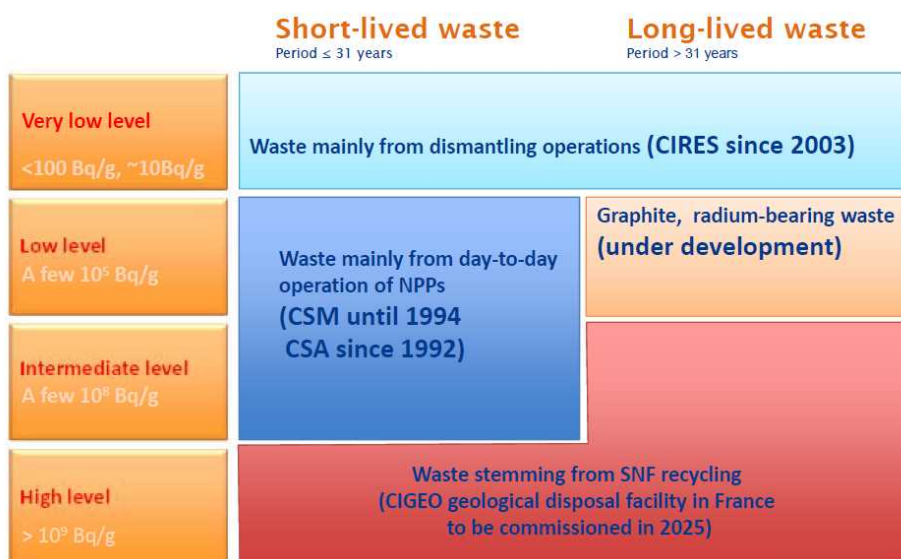 Short-lived waste
Period ≤ 31 years
Long-lived waste
Period > 31 years
Very low level
<100 Bq/g, ~10Bq/g
Waste mainly from dismantling operations (CIRES since 2003)
Low level
A few 10⁵ Bq/g
Waste mainly from day-to-day
operation of NPPs
(CSM until 1994
CSA since 1992)
Graphite, radium-bearing waste
(under development)
Intermediate level
A few 10⁸ Bq/g
High level
> 10⁹ Bq/g
Waste stemming from SNF recycling
(CIGEO geological disposal facility in France
to be commissioned in 2025)